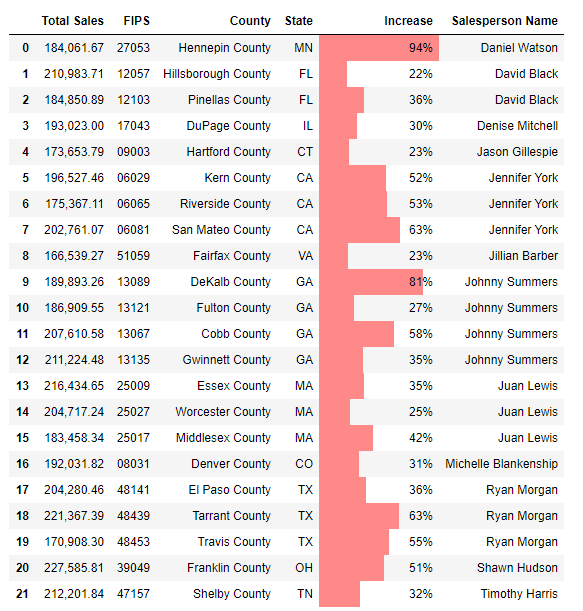 Total Sales FIPS County State Increase Salesperson Name
0 184,061.67 27053 Hennepin County MN 94% Daniel Watson
1 210,983.71 12057 Hillsborough County FL 22% David Black
2 184,850.89 12103 Pinellas County FL 36% David Black
3 193,023.00 17043 DuPage County IL 30% Denise Mitchell
4 173,653.79 09003 Hartford County CT 23% Jason Gillespie
5 196,527.46 06029 Kern County CA 52% Jennifer York
6 175,367.11 06065 Riverside County CA 53% Jennifer York
7 202,761.07 06081 San Mateo County CA 63% Jennifer York
8 166,539.27 51059 Fairfax County VA 23% Jillian Barber
9 189,893.26 13089 DeKalb County GA 81% Johnny Summers
10 186,909.55 13121 Fulton County GA 27% Johnny Summers
11 207,610.58 13067 Cobb County GA 58% Johnny Summers
12 211,224.48 13135 Gwinnett County GA 35% Johnny Summers
13 216,434.65 25009 Essex County MA 35% Juan Lewis
14 204,717.24 25027 Worcester County MA 25% Juan Lewis
15 183,458.34 25017 Middlesex County MA 42% Juan Lewis
16 192,031.82 08031 Denver County CO 31% Michelle Blankenship
17 204,280.46 48141 El Paso County TX 36% Ryan Morgan
18 221,367.39 48439 Tarrant County TX 63% Ryan Morgan
19 170,908.30 48453 Travis County TX 55% Ryan Morgan
20 227,585.81 39049 Franklin County OH 51% Shawn Hudson
21 212,201.84 47157 Shelby County TN 32% Timothy Harris